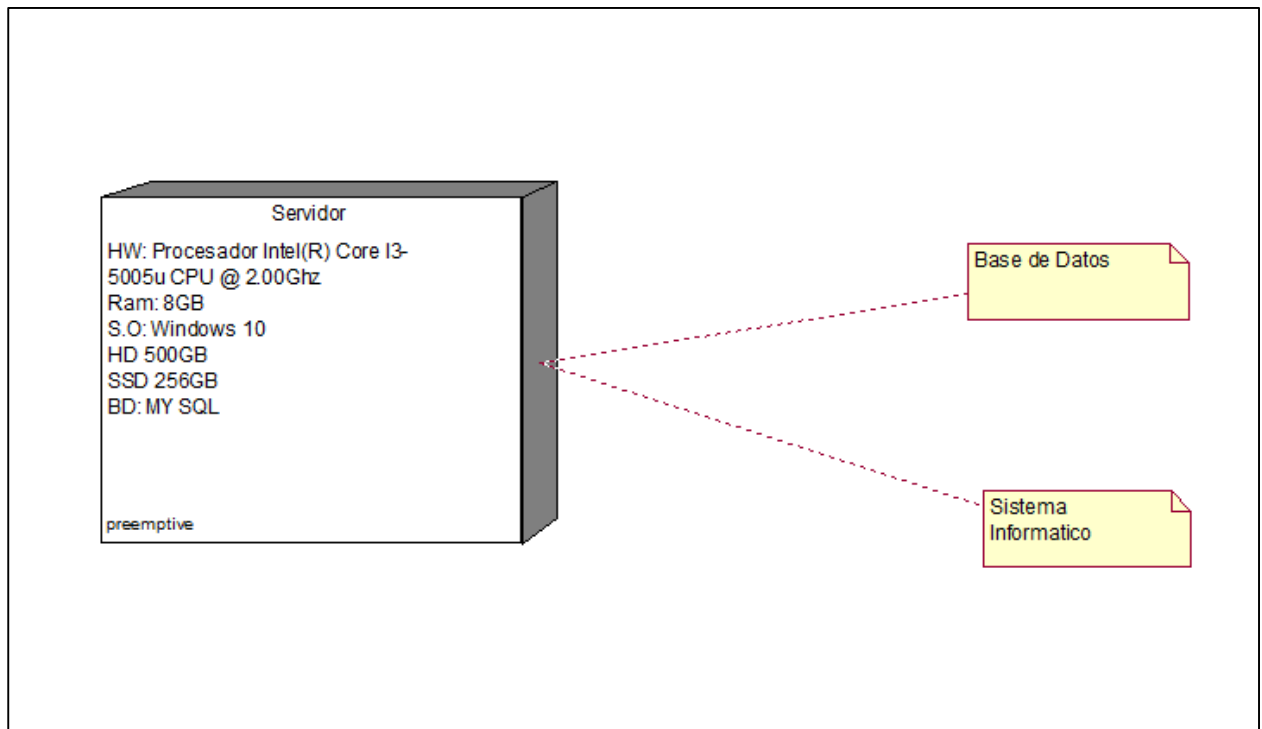 Servidor
HW: Procesador Intel(R) Core I3-
5005u CPU @ 2.00Ghz
Ram: 8GB
S.O: Windows 10
HD 500GB
SSD 256GB
BD: MY SQL
preemptive
Base de Datos
Sistema
Informatico